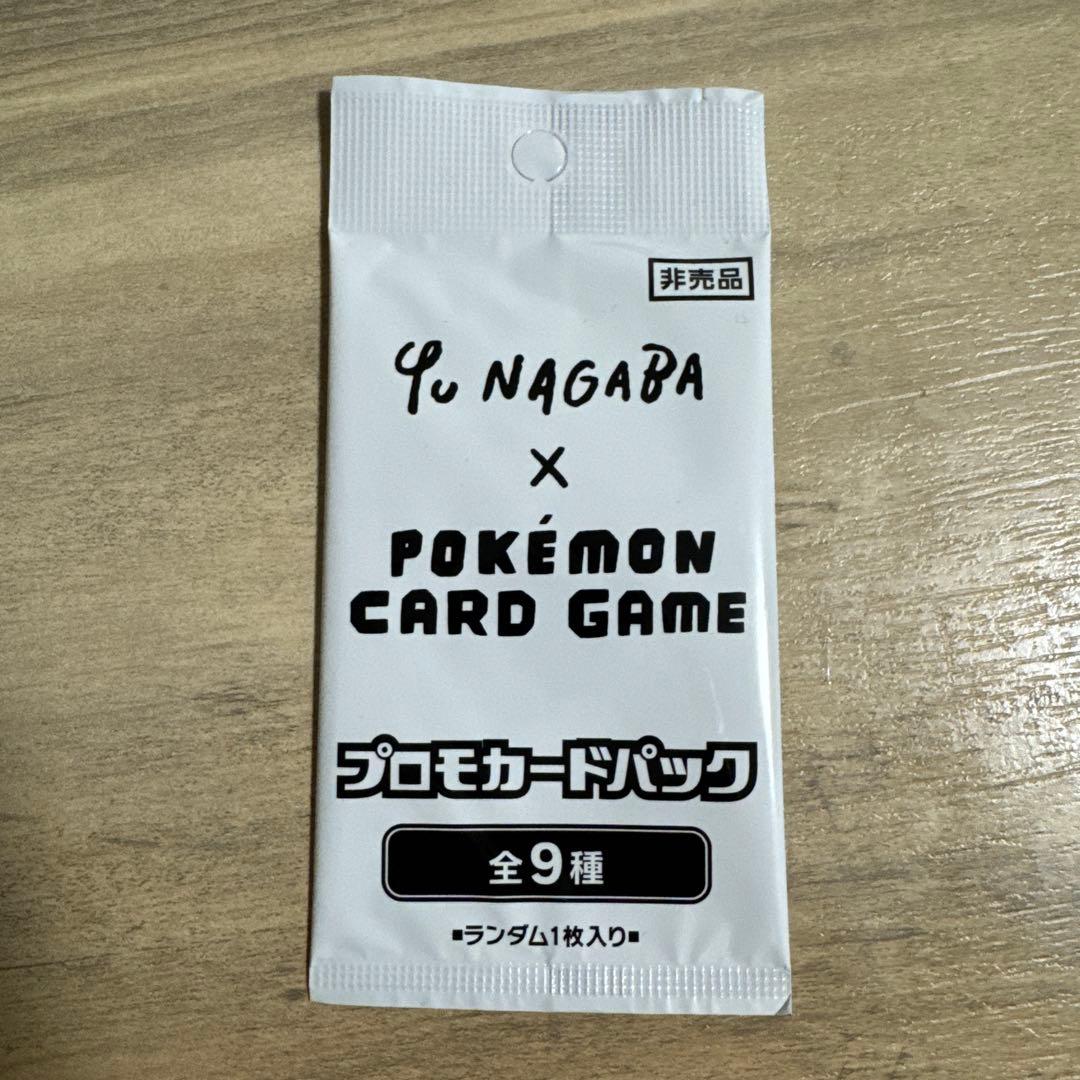 非売品
Yu NAGABA
×
POKÉMON
CARD GAME
プロモカードパック
全9種
■ランダム1枚入り■